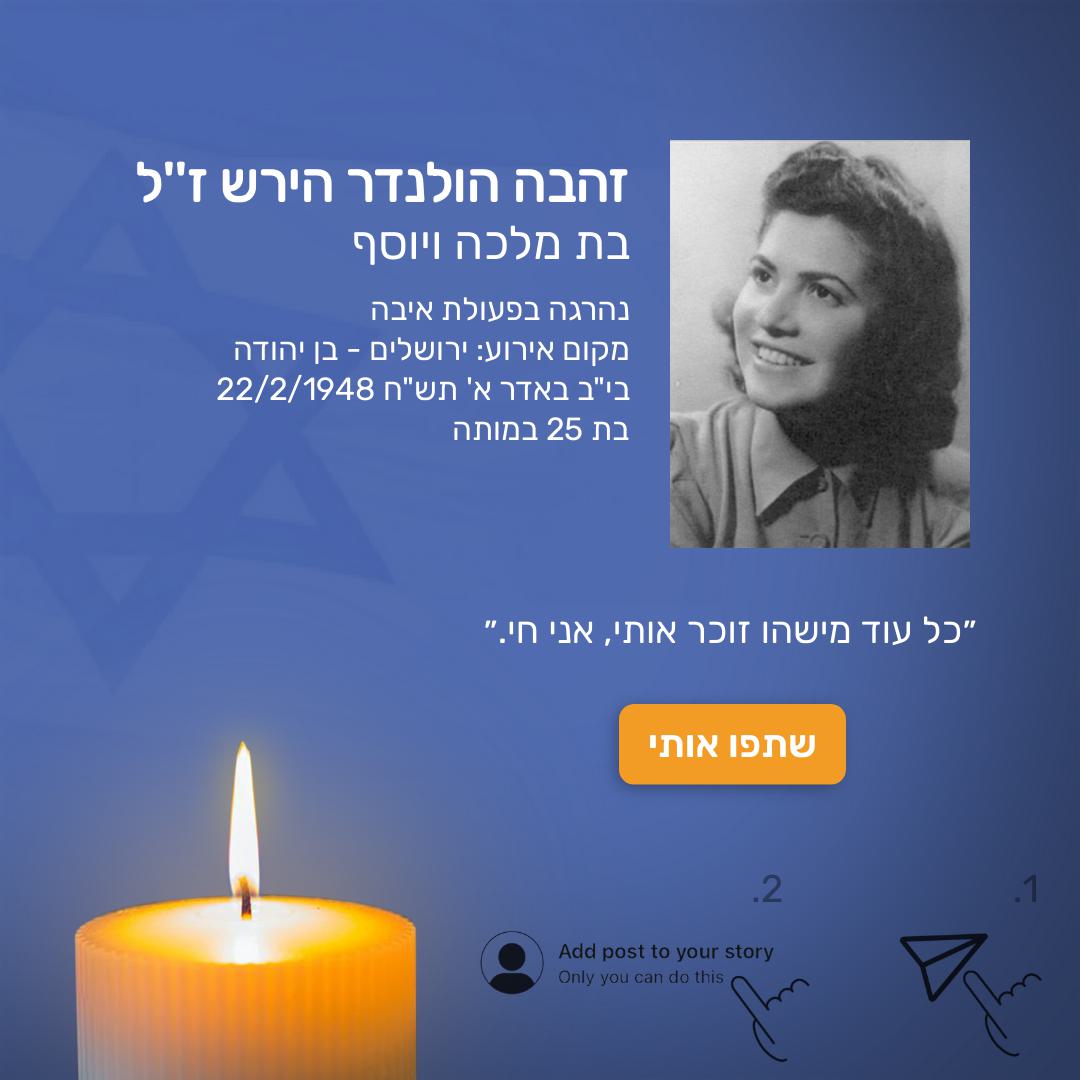 זהבה הולנדר הירש ז"ל
בת מלכה ויוסף
נהרגה בפעולת איבה
מקום אירוע: ירושלים - בן יהודה
בי"ב באדר א' תש"ח 22/2/1948
בת 25 במותה
״כל עוד מישהו זוכר אותי, אני חי.״
שתפו אותי
1.
2.
Add post to your story
Only you can do this